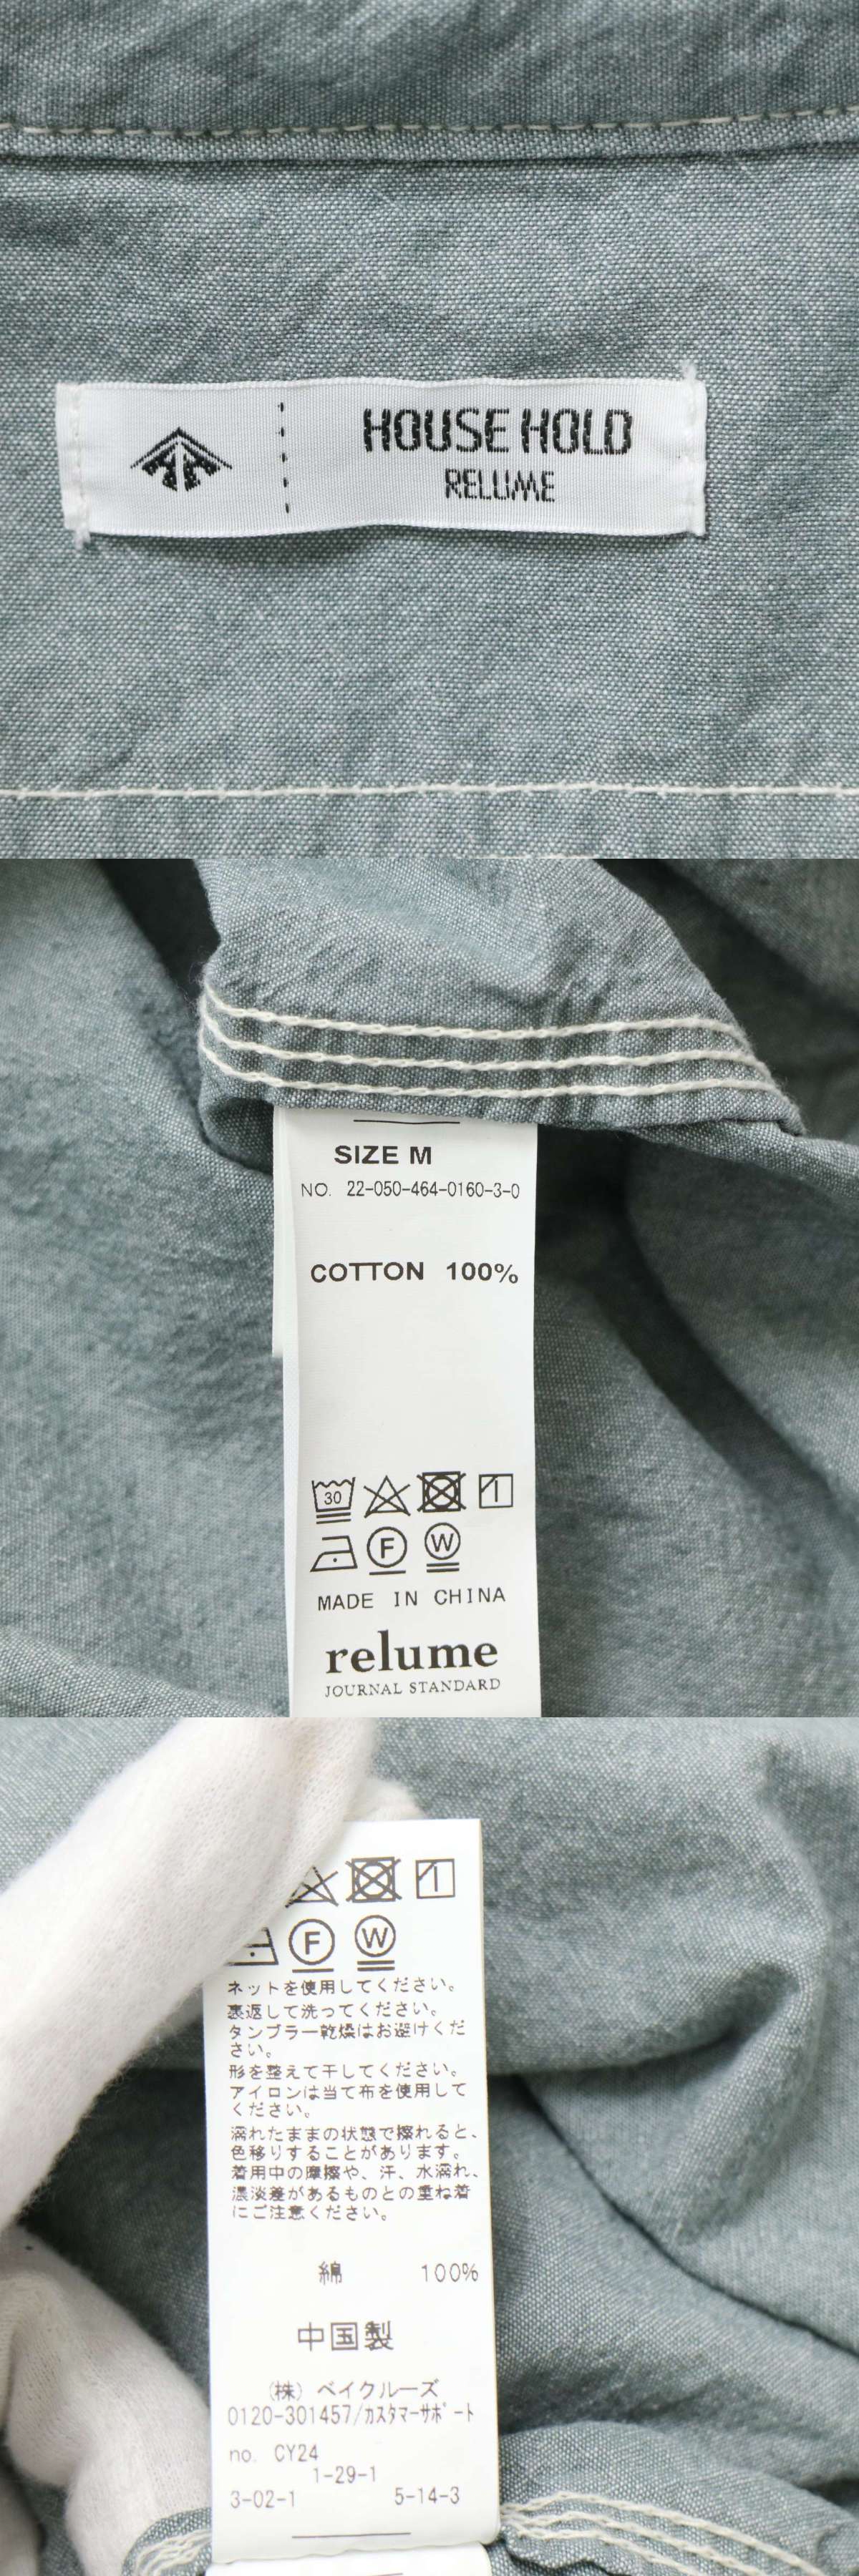 HOUSE HOLD
RELUME
SIZE M
NO. 22-050-464-0160-3-0
COTTON 100%
30
F W
MADE IN CHINA
relume
JOURNAL STANDARD
F W
ネットを使用してください。
裏返して洗ってください。
タンブラー乾燥はお避けくだ
さい。
形を整えて干してください。
アイロンは当て布を使用して
ください。
濡れたままの状態で擦れると、
色移りすることがあります。
着用中の摩擦や、汗、水濡れ、
濃淡差があるものとの重ね着
にご注意ください。
綿 100%
中国製
(株) ベイクルーズ
0120-301457/カスタマーサポート
no. CY24
1-29-1
3-02-1 5-14-3